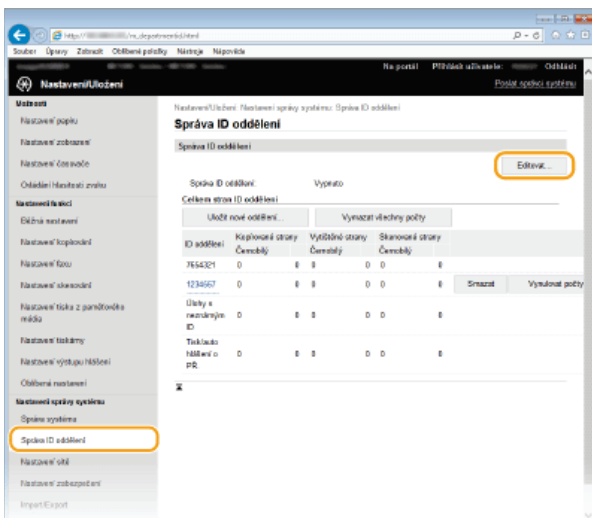 http://
/m_departmentid.html
Soubor Úpravy Zobrazit Oblíbené položky Nástroje Nápověda
Na portál Přihlásit uživatele: Odhlásit
Nastavení/Uložení
Poslat správci systému
Možnosti
Nastavení papíru
Nastavení zobrazení
Nastavení časovače
Ovládání hlasitosti zvuku
Nastavení funkcí
Běžná nastavení
Nastavení kopírování
Nastavení faxu
Nastavení skenování
Nastavení tisku z paměťového
média
Nastavení tiskárny
Nastavení výstupu hlášení
Oblíbená nastavení
Nastavení správy systému
Správa systému
Správa ID oddělení
Nastavení sítě
Nastavení zabezpečení
Import/Export
Nastavení/Uložení: Nastavení správy systému: Správa ID oddělení
Správa ID oddělení
Správa ID oddělení
Editovat...
Správa ID oddělení: Vypnuto
Celkem stran ID oddělení
Uložit nové oddělení... Vymazat všechny počty
ID oddělení Kopírované strany Vytištěné strany Skenované strany
Černobílý Černobílý Černobílý
7654321 0 0 0 0 0 0
1234567 0 0 0 0 0 0 Smazat Vynulovat počty
Úlohy s
neznámým 0 0 0 0 0 0
ID
Tisk/auto
hlášení o 0 0 0 0 0 0
PŘ.